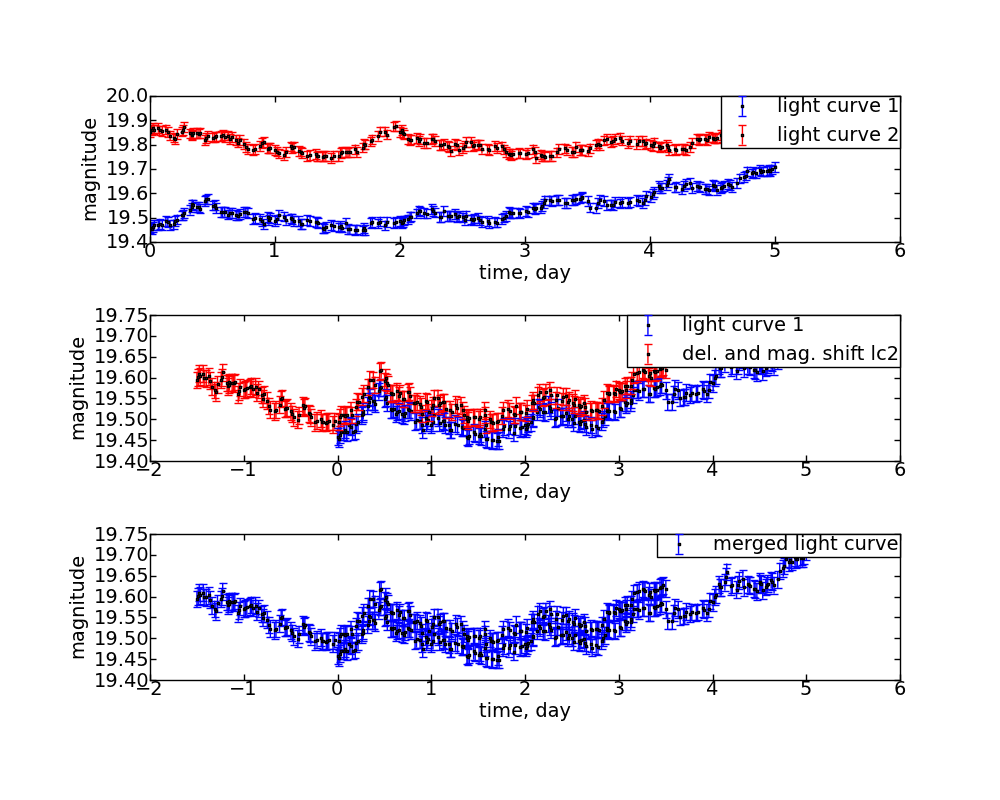 20.0
19.9
19.8
19.7
19.6
19.5
19.4
magnitude
light curve 1
light curve 2
0 1 2 3 4 5 6
time, day
19.75
19.70
19.65
19.60
19.55
19.50
19.45
19.40
magnitude
light curve 1
del. and mag. shift lc2
−2 −1 0 1 2 3 4 5 6
time, day
19.75
19.70
19.65
19.60
19.55
19.50
19.45
19.40
magnitude
merged light curve
−2 −1 0 1 2 3 4 5 6
time, day